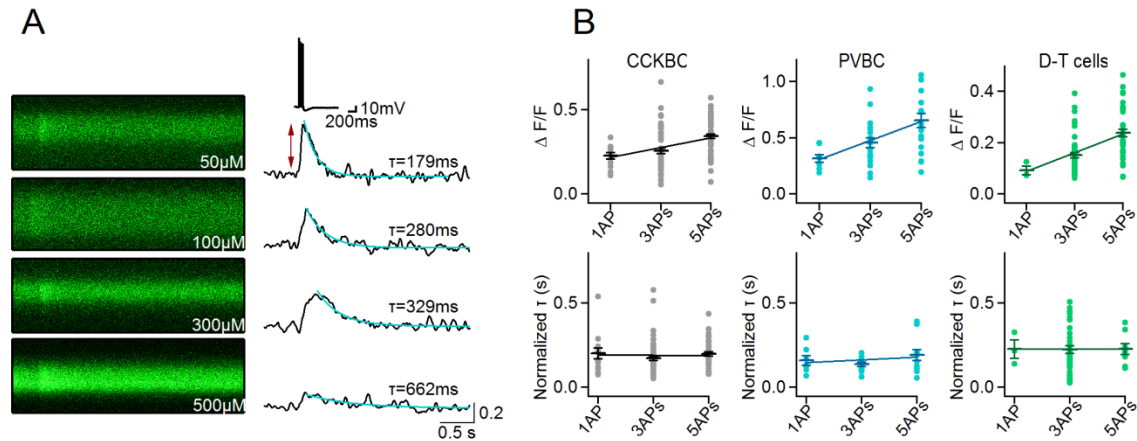 A
10mV
200ms
50µM
τ=179ms
100µM
τ=280ms
300µM
τ=329ms
500µM
τ=662ms
0.2
0.5 s
B
CCKBC
PVBC
D-T cells
Δ F/F
0.5
0.0
1AP
3APs
5APs
Δ F/F
1.0
0.5
0.0
1AP
3APs
5APs
Δ F/F
0.4
0.2
0.0
1AP
3APs
5APs
Normalized τ (s)
0.5
0.0
1AP
3APs
5APs
Normalized τ (s)
0.5
0.0
1AP
3APs
5APs
Normalized τ (s)
0.5
0.0
1AP
3APs
5APs